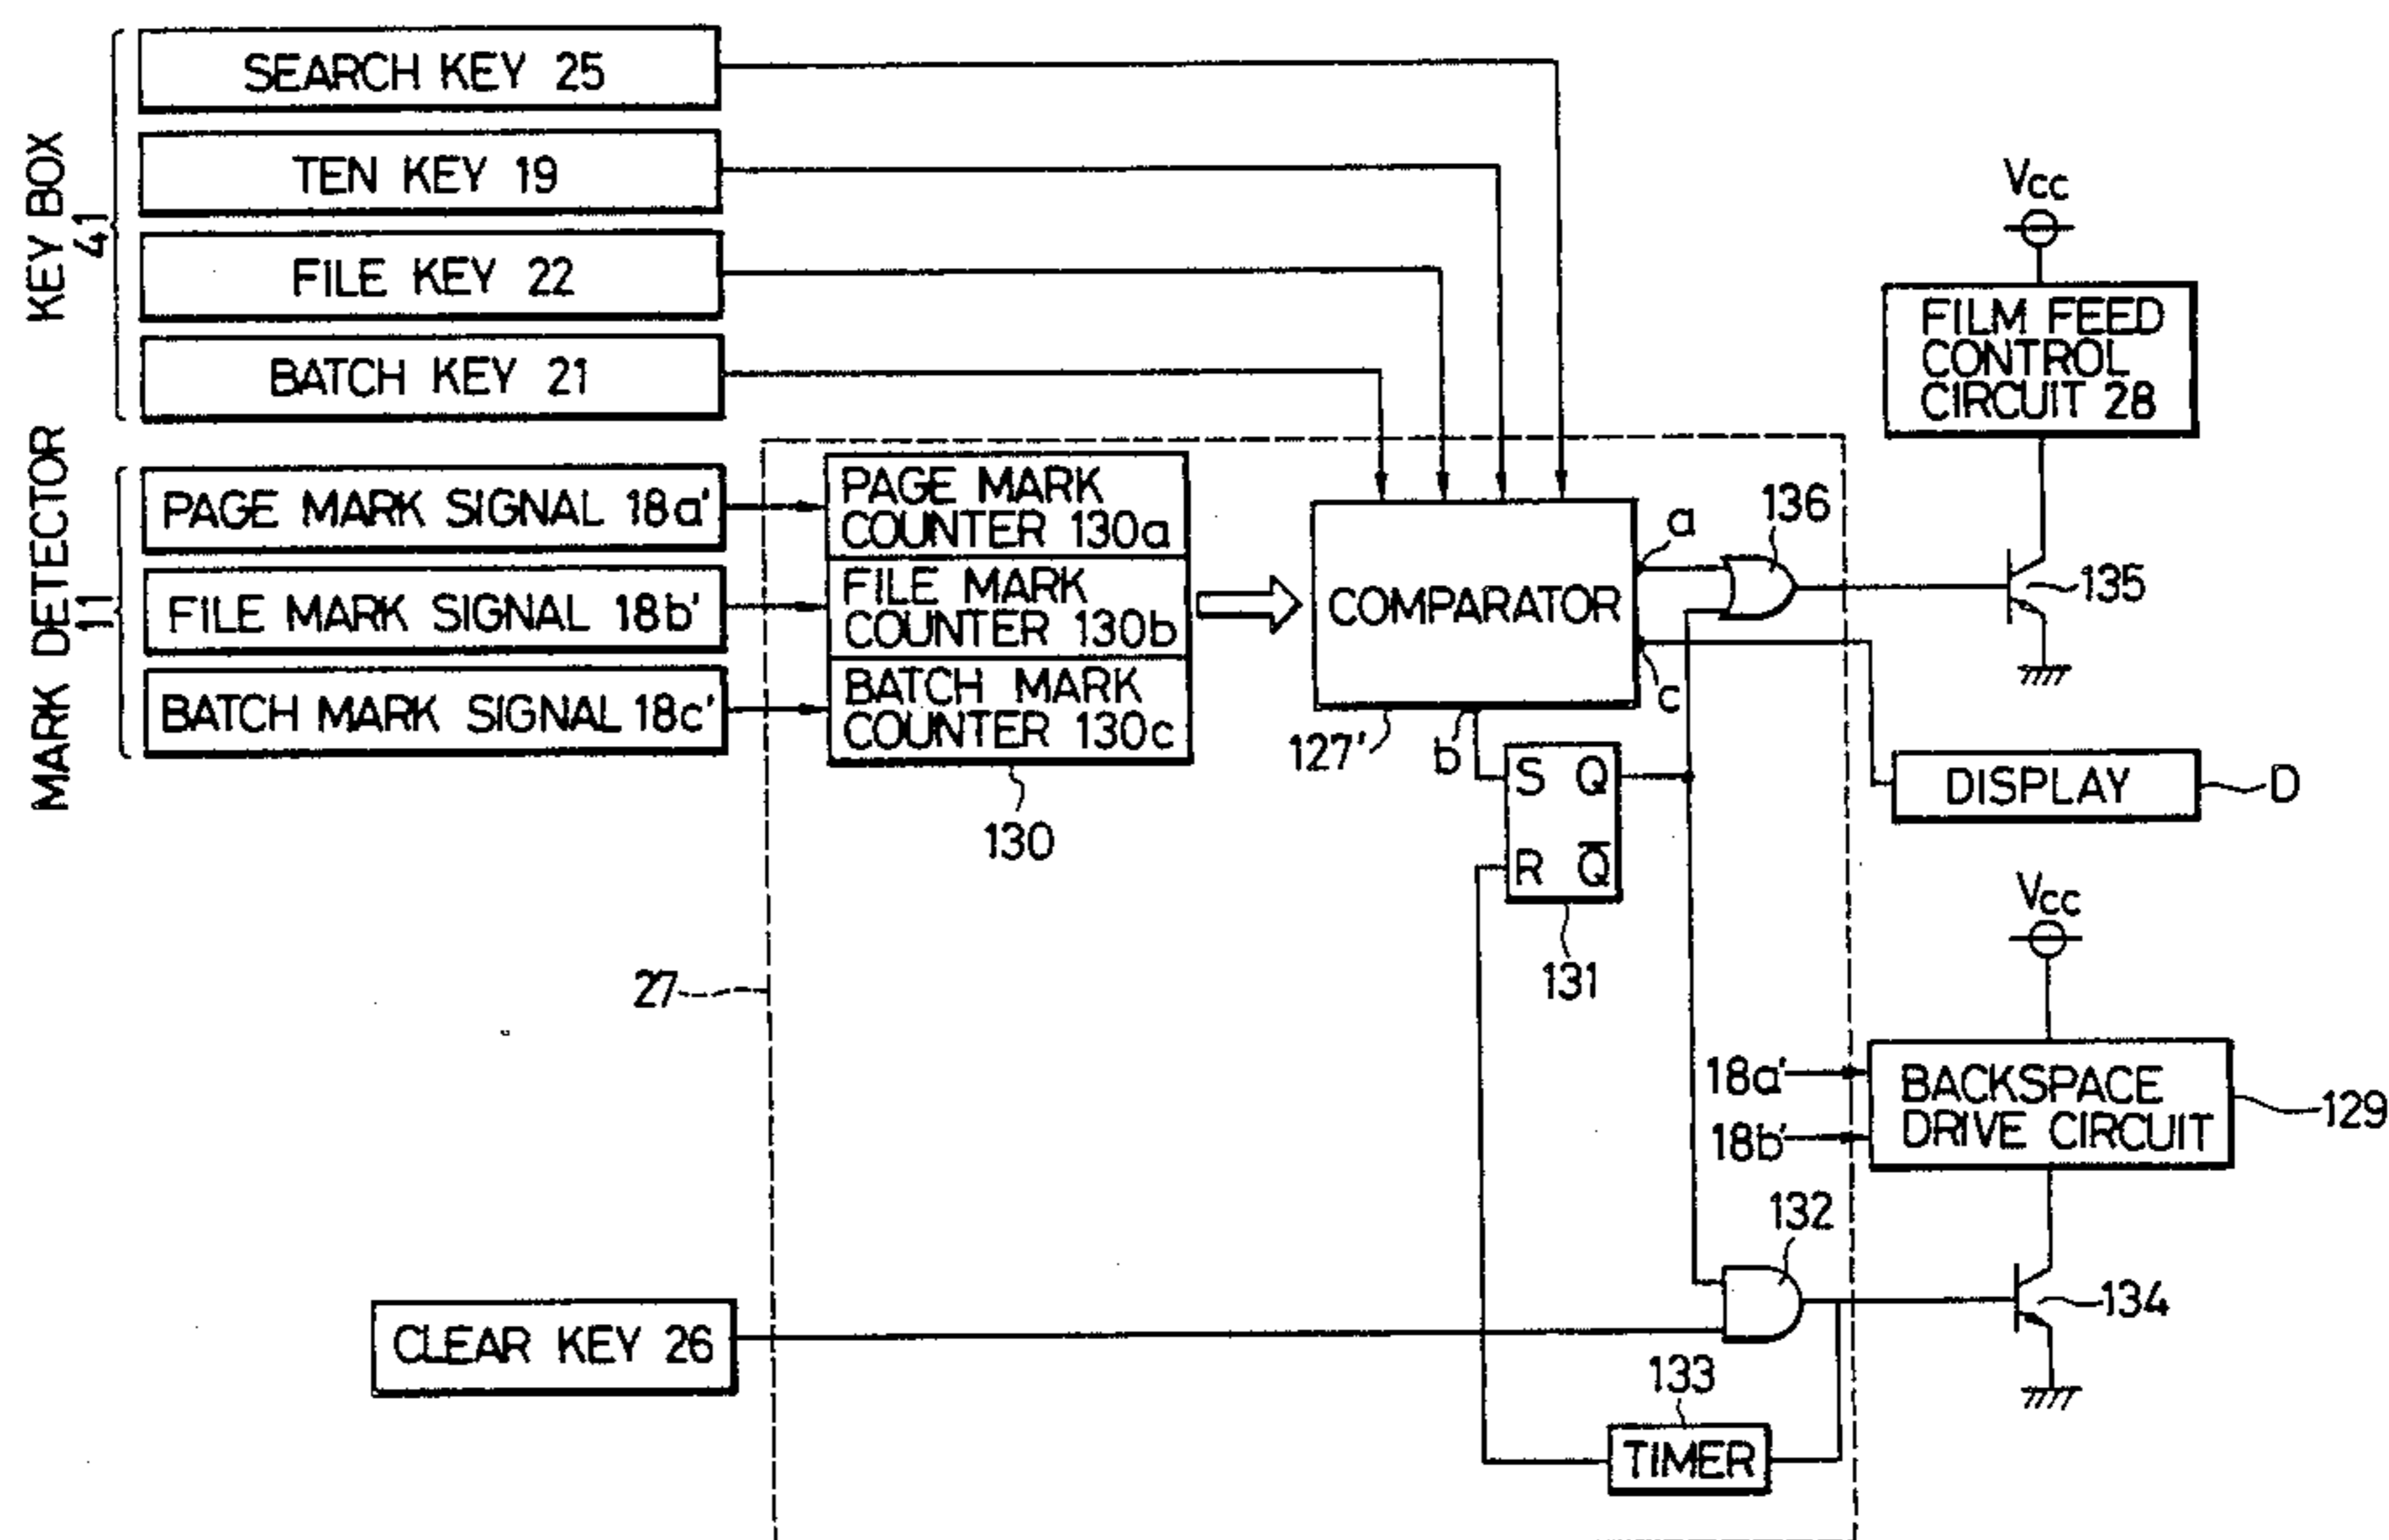 KEY BOX
41
SEARCH KEY 25
TEN KEY 19
FILE KEY 22
BATCH KEY 21
MARK DETECTOR
11
PAGE MARK SIGNAL 18a'
FILE MARK SIGNAL 18b'
BATCH MARK SIGNAL 18c'
PAGE MARK
COUNTER 130a
FILE MARK
COUNTER 130b
BATCH MARK
COUNTER 130c
130
COMPARATOR
127'
a
b
c
136
Vcc
FILM FEED
CONTROL
CIRCUIT 28
135
S Q
R Q̅
131
DISPLAY
D
27
Vcc
18a'
18b'
BACKSPACE
DRIVE CIRCUIT
129
132
134
CLEAR KEY 26
133
TIMER